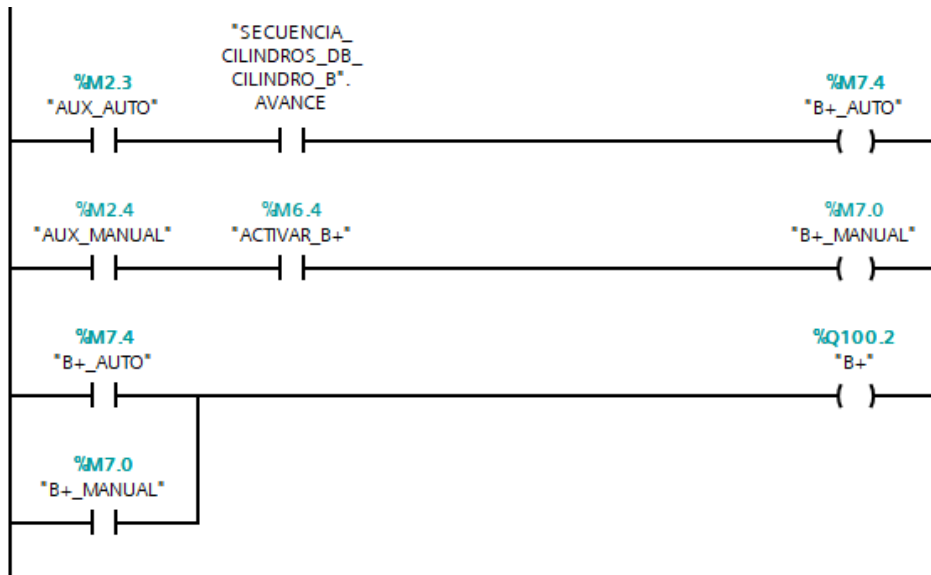 "SECUENCIA_
CILINDROS_DB_
CILINDRO_B".
AVANCE
%M2.3
"AUX_AUTO"
%M7.4
"B+_AUTO"
%M2.4
"AUX_MANUAL"
%M6.4
"ACTIVAR_B+"
%M7.0
"B+_MANUAL"
%M7.4
"B+_AUTO"
%Q100.2
"B+"
%M7.0
"B+_MANUAL"